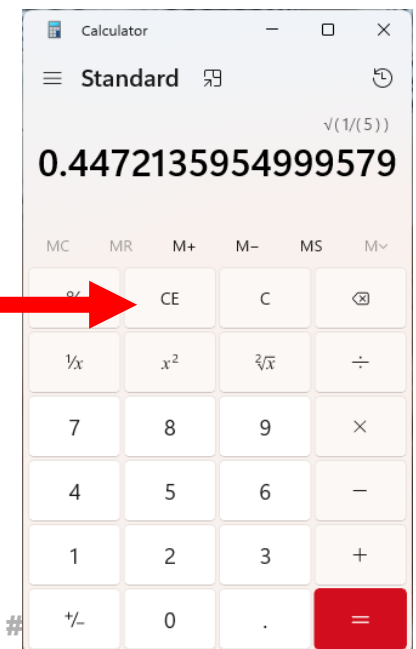 Calculator
Standard
√(1/(5))
0.4472135954999579
MC MR M+ M− MS M
CE C
¹/x x² ²√x ÷
7 8 9 ×
4 5 6 −
1 2 3 +
#
+/− 0 . =